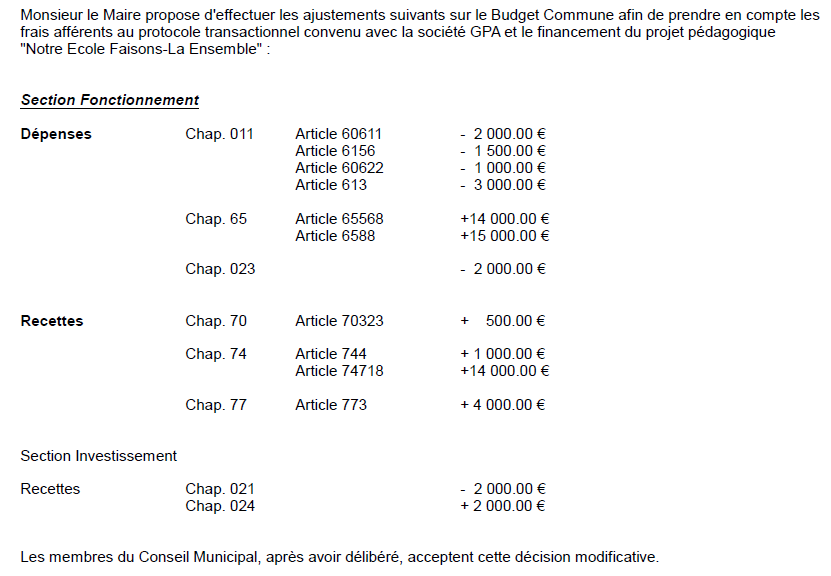 Monsieur le Maire propose d'effectuer les ajustements suivants sur le Budget Commune afin de prendre en compte les
frais afférents au protocole transactionnel convenu avec la société GPA et le financement du projet pédagogique
"Notre Ecole Faisons-La Ensemble" :
Section Fonctionnement
Dépenses Chap. 011 Article 60611 - 2 000.00 €
Article 6156 - 1 500.00 €
Article 60622 - 1 000.00 €
Article 613 - 3 000.00 €
Chap. 65 Article 65568 +14 000.00 €
Article 6588 +15 000.00 €
Chap. 023 - 2 000.00 €
Recettes Chap. 70 Article 70323 + 500.00 €
Chap. 74 Article 744 + 1 000.00 €
Article 74718 +14 000.00 €
Chap. 77 Article 773 + 4 000.00 €
Section Investissement
Recettes Chap. 021 - 2 000.00 €
Chap. 024 + 2 000.00 €
Les membres du Conseil Municipal, après avoir délibéré, acceptent cette décision modificative.